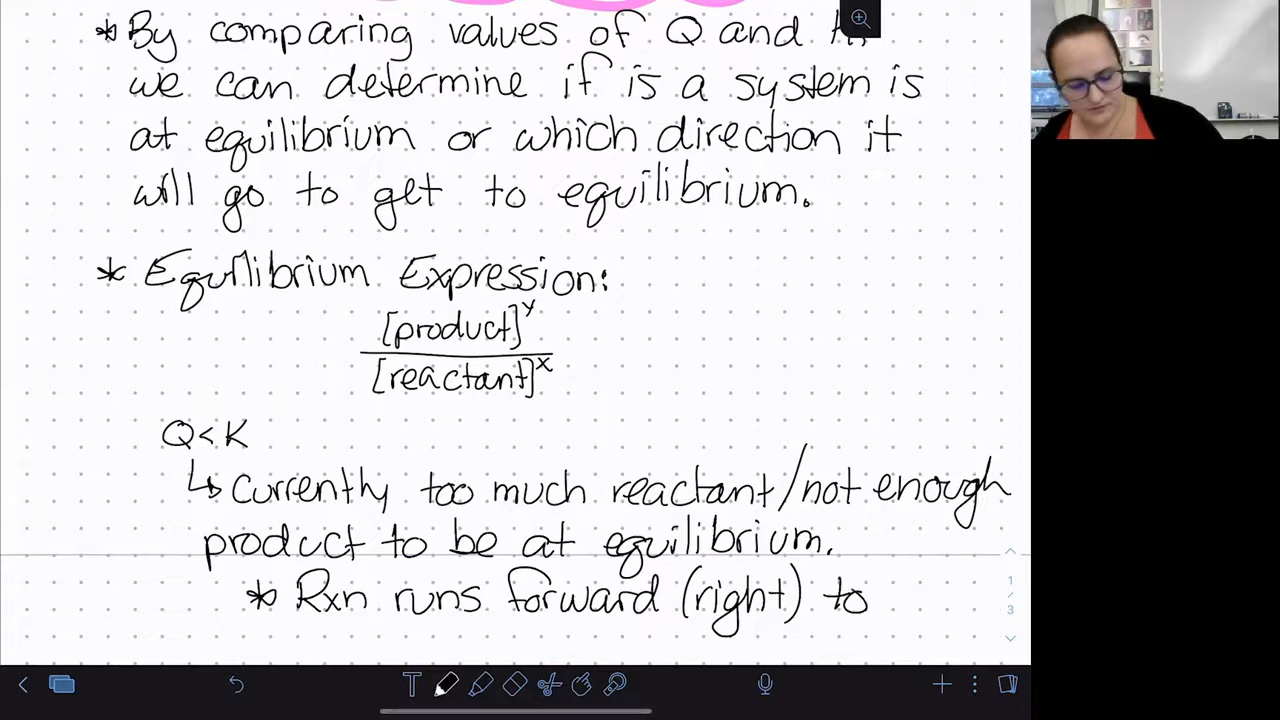 * By comparing values of Q and
we can determine if is a system is
at equilibrium or which direction it
will go to get to equilibrium.
* Equilibrium Expression:
[product]^y
[reactant]^x
Q < K
↳ currently too much reactant/not enough
product to be at equilibrium.
* Rxn runs forward (right) to
1
/
3
T